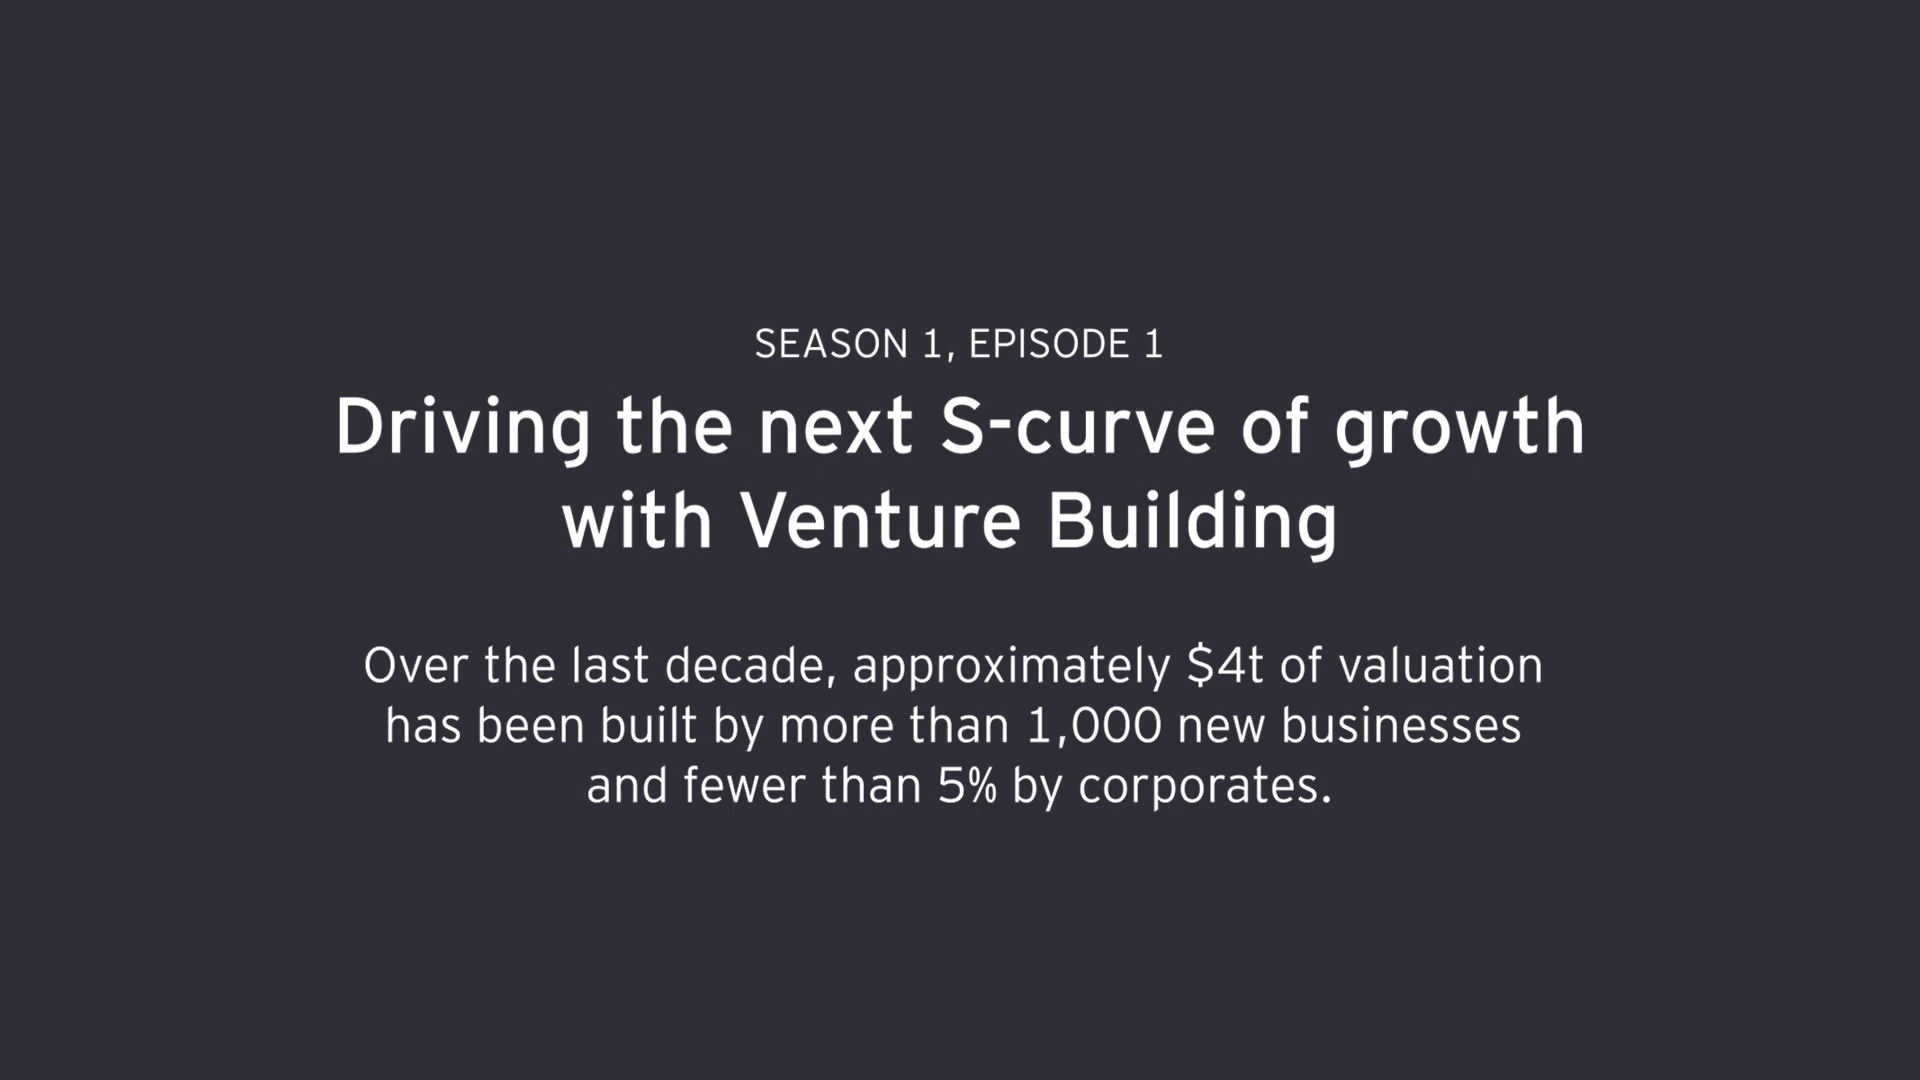 SEASON 1, EPISODE 1
Driving the next S-curve of growth
with Venture Building
Over the last decade, approximately $4t of valuation
has been built by more than 1,000 new businesses
and fewer than 5% by corporates.